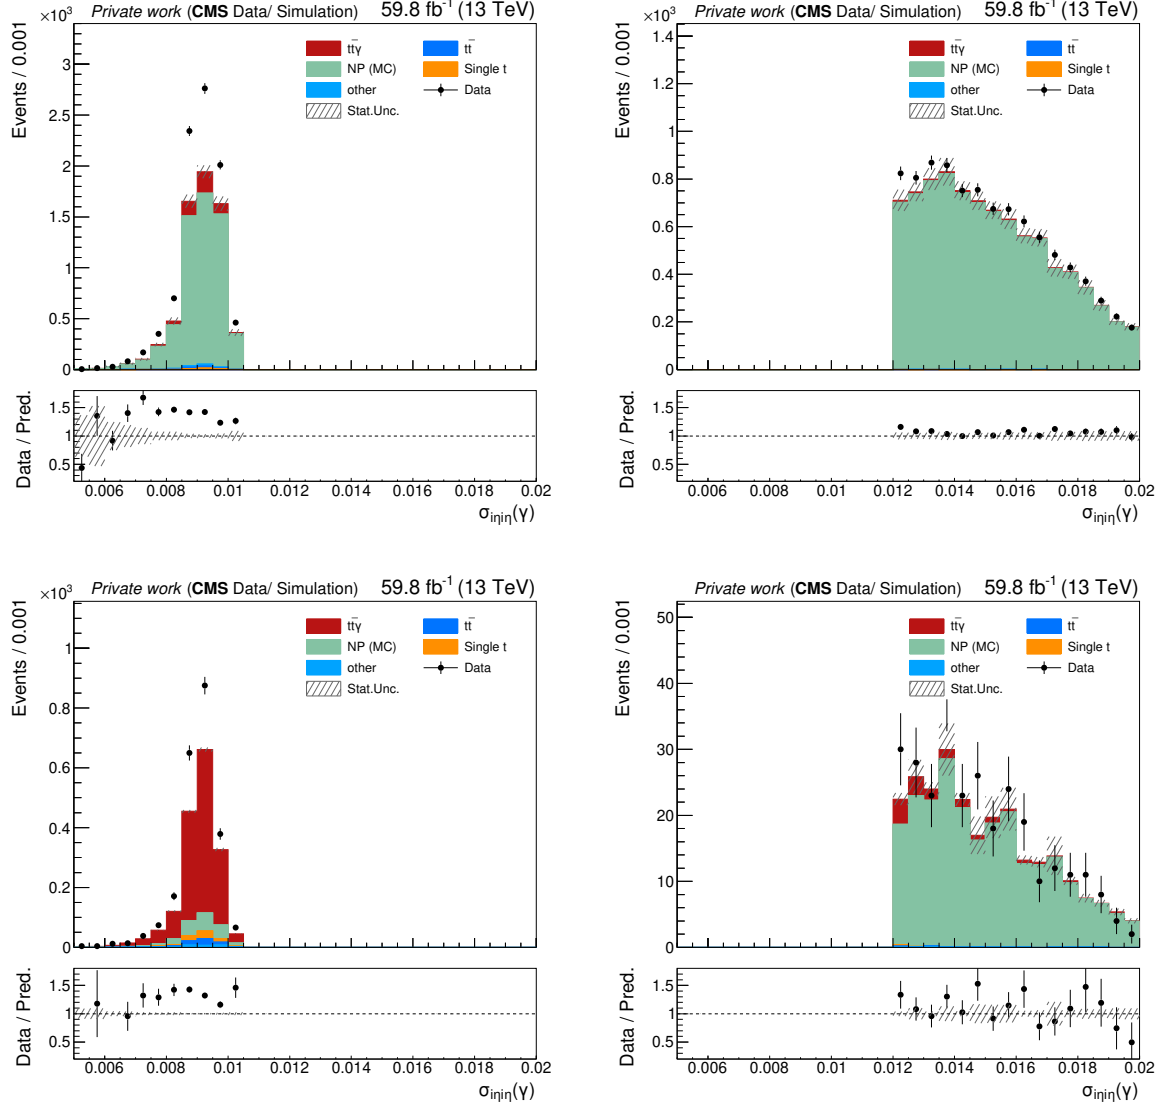 ×10³ Private work (CMS Data/ Simulation) 59.8 fb⁻¹ (13 TeV)
Events / 0.001
tt̄γ tt̄
NP (MC) Single t
other Data
Stat.Unc.
3
2.5
2
1.5
1
0.5
0
Data / Pred.
1.5
1
0.5
0.006 0.008 0.01 0.012 0.014 0.016 0.018 0.02
σiηiη(γ)
×10³ Private work (CMS Data/ Simulation) 59.8 fb⁻¹ (13 TeV)
Events / 0.001
tt̄γ tt̄
NP (MC) Single t
other Data
Stat.Unc.
1.4
1.2
1
0.8
0.6
0.4
0.2
0
Data / Pred.
1.5
1
0.5
0.006 0.008 0.01 0.012 0.014 0.016 0.018 0.02
σiηiη(γ)
×10³ Private work (CMS Data/ Simulation) 59.8 fb⁻¹ (13 TeV)
Events / 0.001
tt̄γ tt̄
NP (MC) Single t
other Data
Stat.Unc.
1
0.8
0.6
0.4
0.2
0
Data / Pred.
1.5
1
0.5
0.006 0.008 0.01 0.012 0.014 0.016 0.018 0.02
σiηiη(γ)
Private work (CMS Data/ Simulation) 59.8 fb⁻¹ (13 TeV)
Events / 0.001
tt̄γ tt̄
NP (MC) Single t
other Data
Stat.Unc.
50
40
30
20
10
0
Data / Pred.
1.5
1
0.5
0.006 0.008 0.01 0.012 0.014 0.016 0.018 0.02
σiηiη(γ)